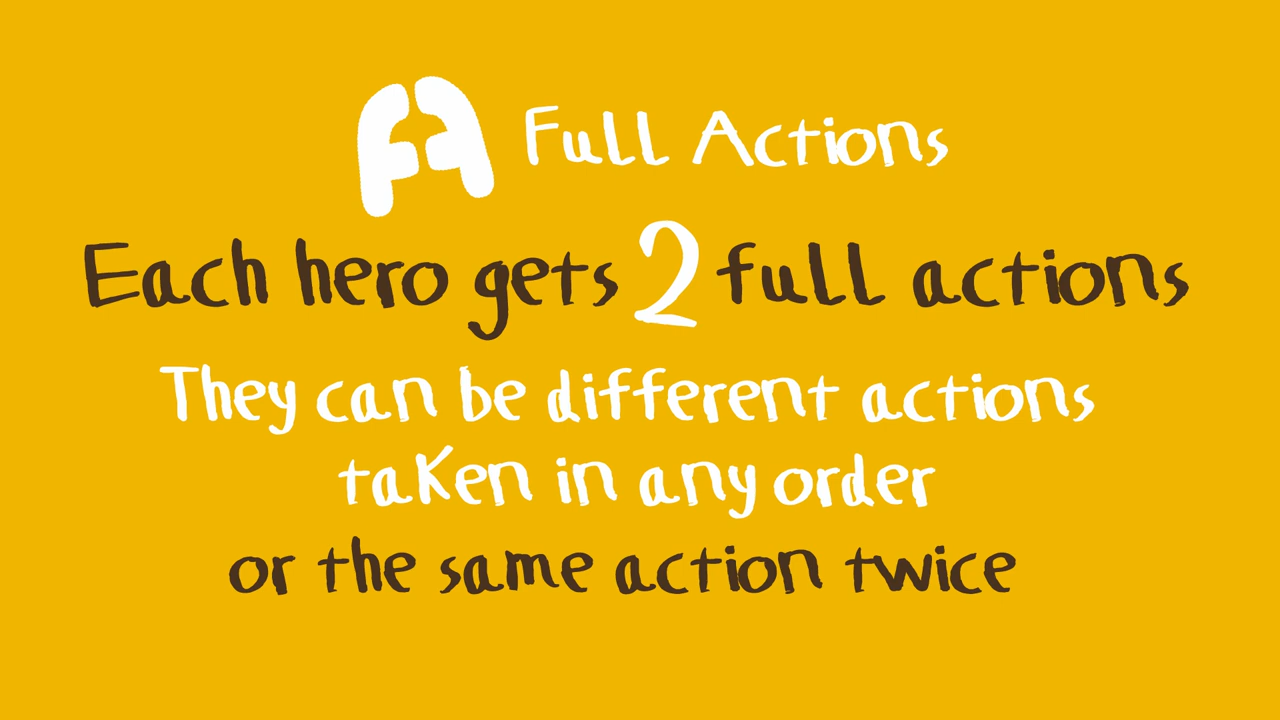 Full Actions
Each hero gets 2 full actions
They can be different actions
taken in any order
or the same action twice